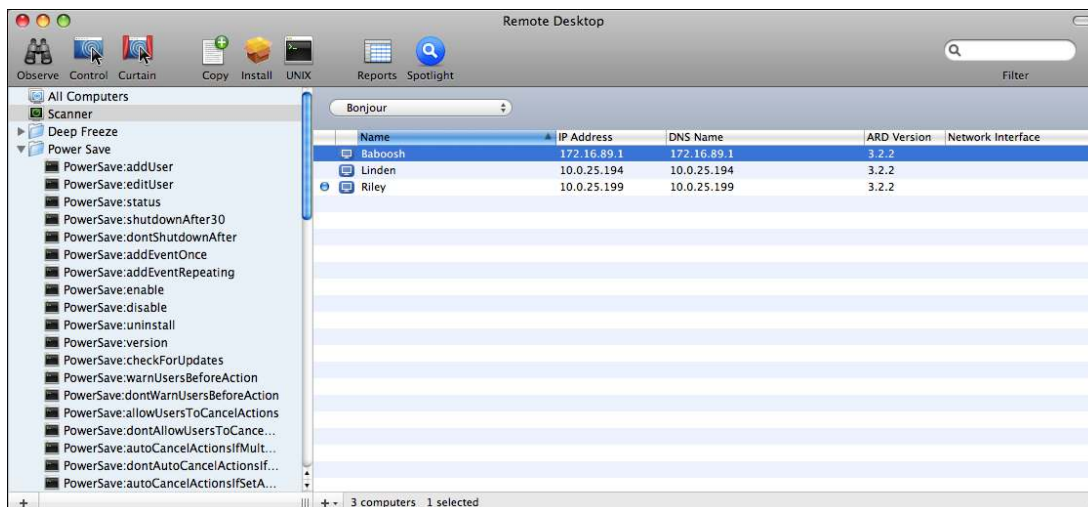 Remote Desktop
Observe Control Curtain Copy Install UNIX Reports Spotlight Filter
All Computers
Scanner
Deep Freeze
Power Save
PowerSave:addUser
PowerSave:editUser
PowerSave:status
PowerSave:shutdownAfter30
PowerSave:dontShutdownAfter
PowerSave:addEventOnce
PowerSave:addEventRepeating
PowerSave:enable
PowerSave:disable
PowerSave:uninstall
PowerSave:version
PowerSave:checkForUpdates
PowerSave:warnUsersBeforeAction
PowerSave:dontWarnUsersBeforeAction
PowerSave:allowUsersToCancelActions
PowerSave:dontAllowUsersToCance...
PowerSave:autoCancelActionsIfMult...
PowerSave:dontAutoCancelActionsIf...
PowerSave:autoCancelActionsIfSetA...
Bonjour
Name IP Address DNS Name ARD Version Network Interface
Baboosh 172.16.89.1 172.16.89.1 3.2.2
Linden 10.0.25.194 10.0.25.194 3.2.2
Riley 10.0.25.199 10.0.25.199 3.2.2
3 computers 1 selected